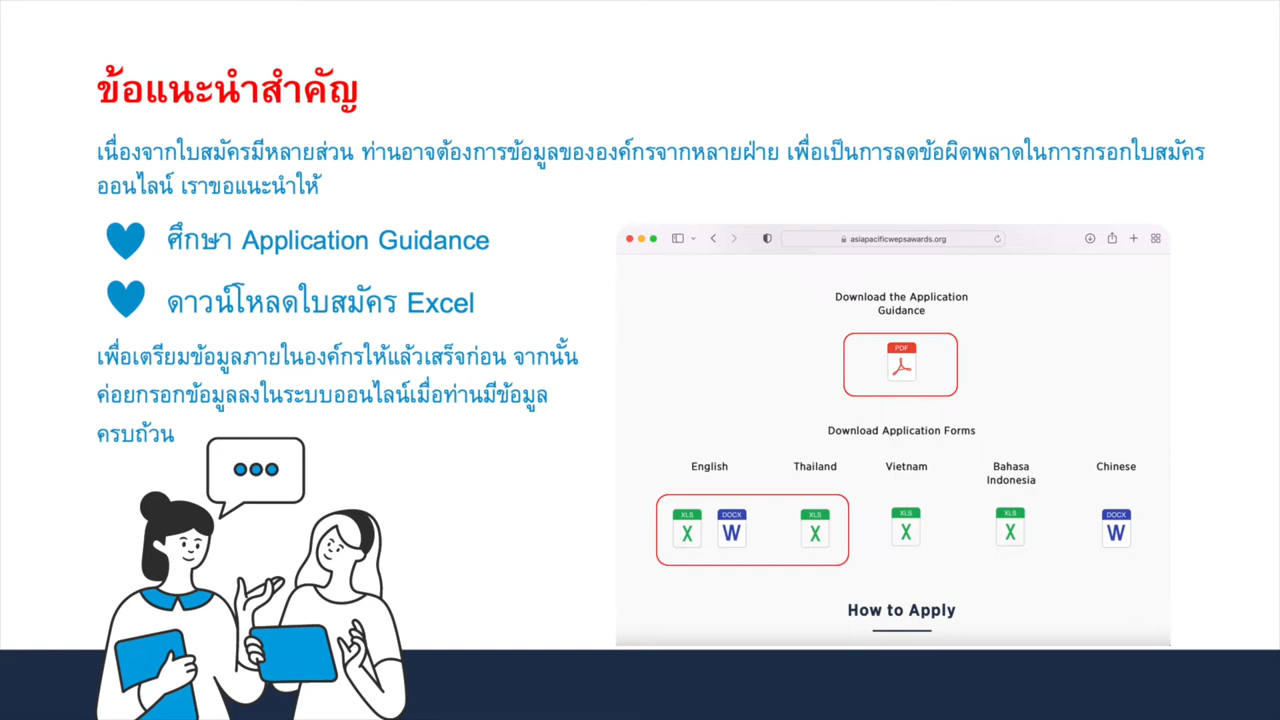 ข้อแนะนำสำคัญ
เนื่องจากใบสมัครมีหลายส่วน ท่านอาจต้องการข้อมูลขององค์กรจากหลายฝ่าย เพื่อเป็นการลดข้อผิดพลาดในการกรอกใบสมัคร
ออนไลน์ เราขอแนะนำให้
ศึกษา Application Guidance
ดาวน์โหลดใบสมัคร Excel
เพื่อเตรียมข้อมูลภายในองค์กรให้แล้วเสร็จก่อน จากนั้น
ค่อยกรอกข้อมูลลงในระบบออนไลน์เมื่อท่านมีข้อมูล
ครบถ้วน
asiapacificwepsawards.org
Download the Application
Guidance
PDF
Download Application Forms
English Thailand Vietnam Bahasa Indonesia Chinese
XLS DOCX XLS XLS XLS DOCX
X W X X X W
How to Apply